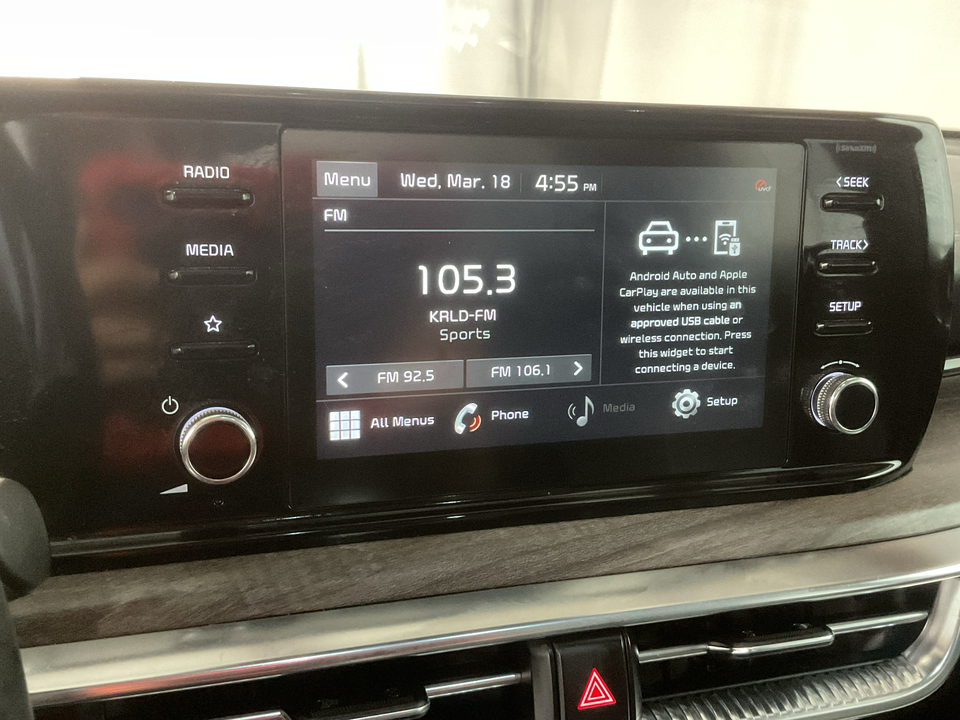 RADIO
MEDIA
Menu
Wed, Mar. 18
4:55 PM
UVO
FM
105.3
KRLD-FM
Sports
< FM 92.5
FM 106.1 >
Android Auto and Apple
CarPlay are available in this
vehicle when using an
approved USB cable or
wireless connection. Press
this widget to start
connecting a device.
All Menus
Phone
Media
Setup
SiriusXM
<SEEK
TRACK>
SETUP